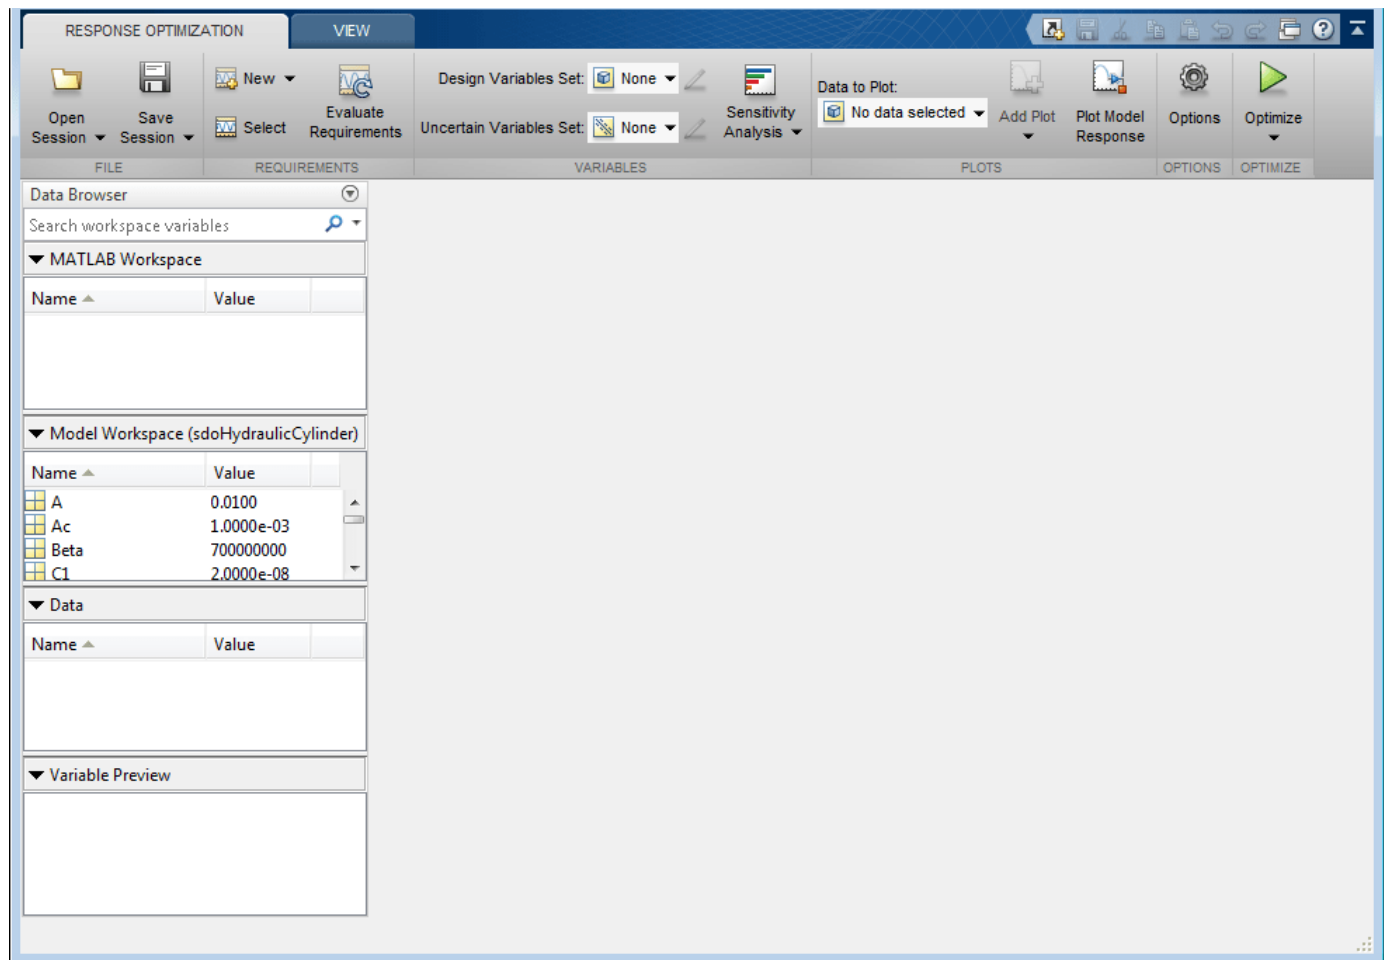 RESPONSE OPTIMIZATION VIEW
New Design Variables Set: None Data to Plot:
Open Session Save Session Select Evaluate Requirements Uncertain Variables Set: None Sensitivity Analysis No data selected Add Plot Plot Model Response Options Optimize
FILE REQUIREMENTS VARIABLES PLOTS OPTIONS OPTIMIZE
Data Browser
Search workspace variables
MATLAB Workspace
Name Value
Model Workspace (sdoHydraulicCylinder)
Name Value
A 0.0100
Ac 1.0000e-03
Beta 700000000
C1 2.0000e-08
Data
Name Value
Variable Preview